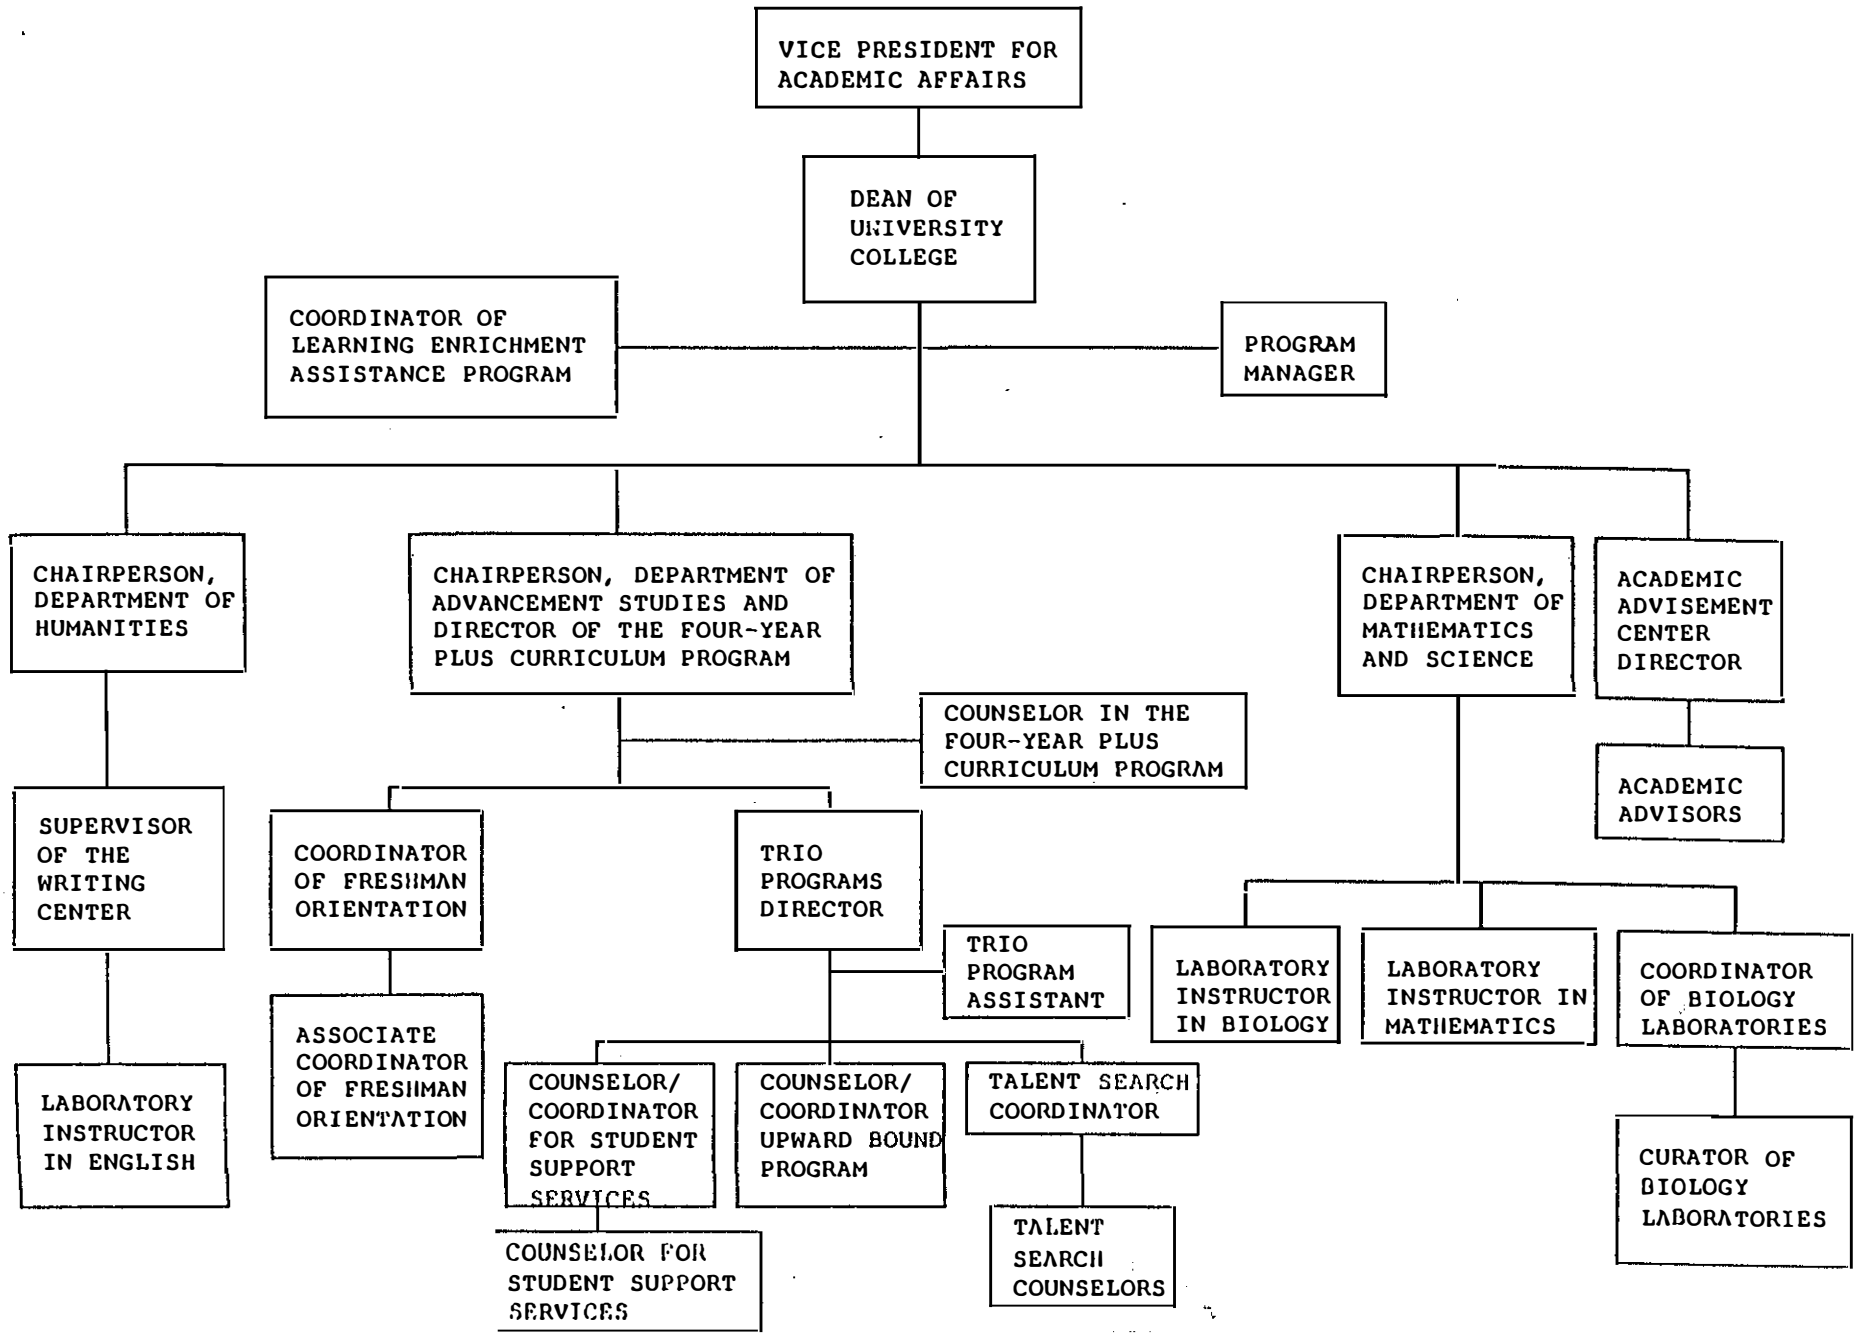 VICE PRESIDENT FOR
ACADEMIC AFFAIRS
DEAN OF
UNIVERSITY
COLLEGE
COORDINATOR OF
LEARNING ENRICHMENT
ASSISTANCE PROGRAM
PROGRAM
MANAGER
CHAIRPERSON,
DEPARTMENT OF
HUMANITIES
CHAIRPERSON, DEPARTMENT OF
ADVANCEMENT STUDIES AND
DIRECTOR OF THE FOUR-YEAR
PLUS CURRICULUM PROGRAM
CHAIRPERSON,
DEPARTMENT OF
MATHEMATICS
AND SCIENCE
ACADEMIC
ADVISEMENT
CENTER
DIRECTOR
COUNSELOR IN THE
FOUR-YEAR PLUS
CURRICULUM PROGRAM
ACADEMIC
ADVISORS
SUPERVISOR
OF THE
WRITING
CENTER
COORDINATOR
OF FRESHMAN
ORIENTATION
TRIO
PROGRAMS
DIRECTOR
TRIO
PROGRAM
ASSISTANT
LABORATORY
INSTRUCTOR
IN BIOLOGY
LABORATORY
INSTRUCTOR IN
MATHEMATICS
COORDINATOR
OF BIOLOGY
LABORATORIES
ASSOCIATE
COORDINATOR
OF FRESHMAN
ORIENTATION
LABORATORY
INSTRUCTOR
IN ENGLISH
COUNSELOR/
COORDINATOR
FOR STUDENT
SUPPORT
SERVICES
COUNSELOR/
COORDINATOR
UPWARD BOUND
PROGRAM
TALENT SEARCH
COORDINATOR
CURATOR OF
BIOLOGY
LABORATORIES
COUNSELOR FOR
STUDENT SUPPORT
SERVICES
TALENT
SEARCH
COUNSELORS